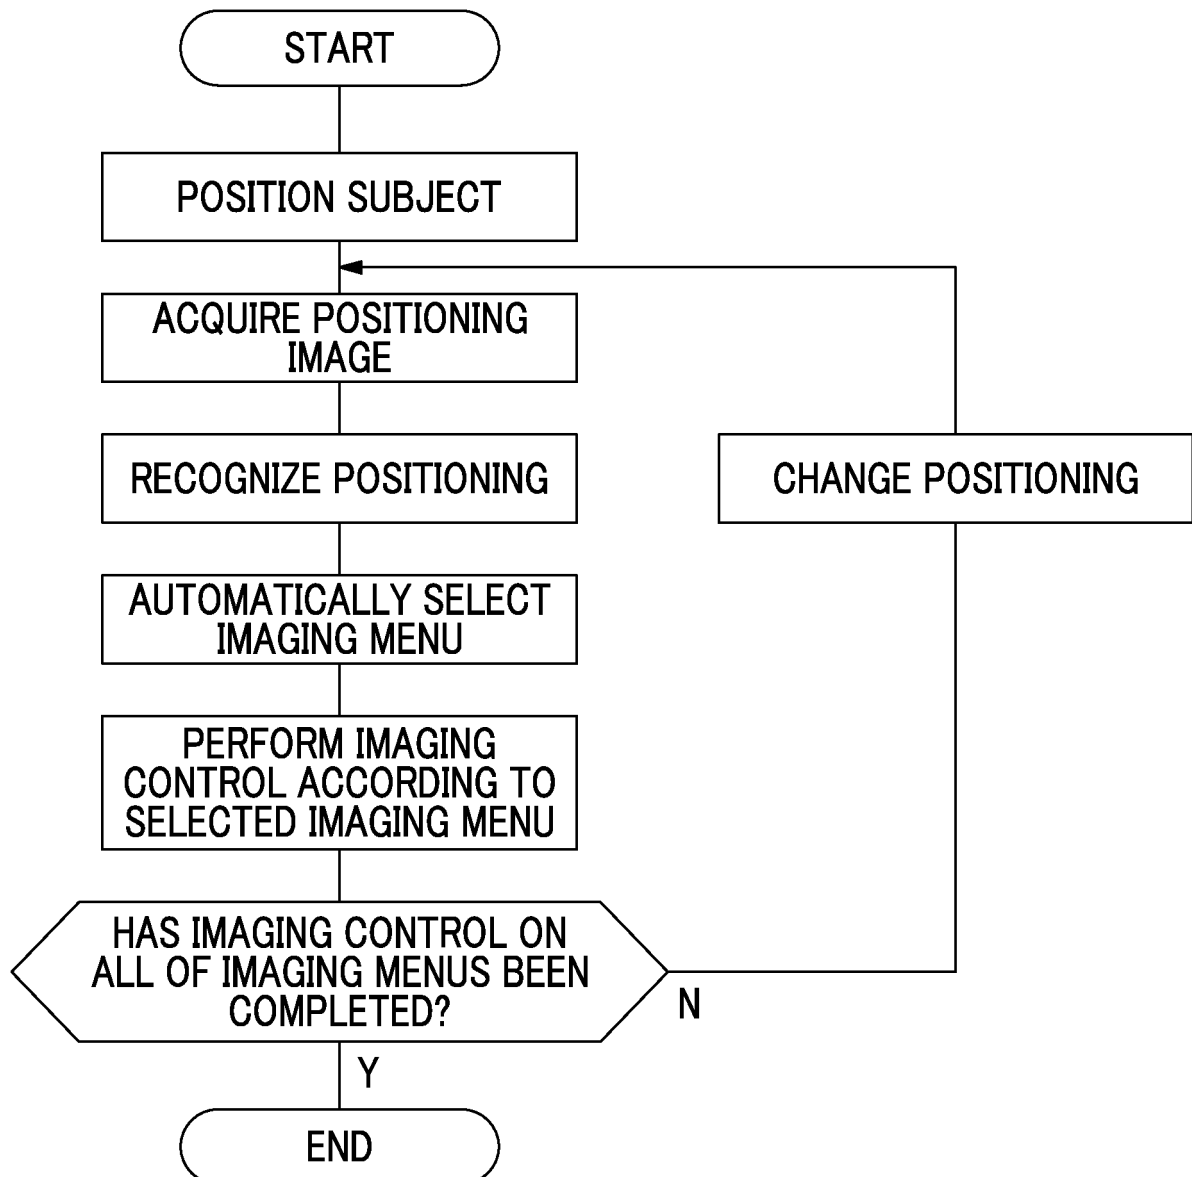 START
POSITION SUBJECT
ACQUIRE POSITIONING
IMAGE
RECOGNIZE POSITIONING
CHANGE POSITIONING
AUTOMATICALLY SELECT
IMAGING MENU
PERFORM IMAGING
CONTROL ACCORDING TO
SELECTED IMAGING MENU
HAS IMAGING CONTROL ON
ALL OF IMAGING MENUS BEEN
COMPLETED?
N
Y
END